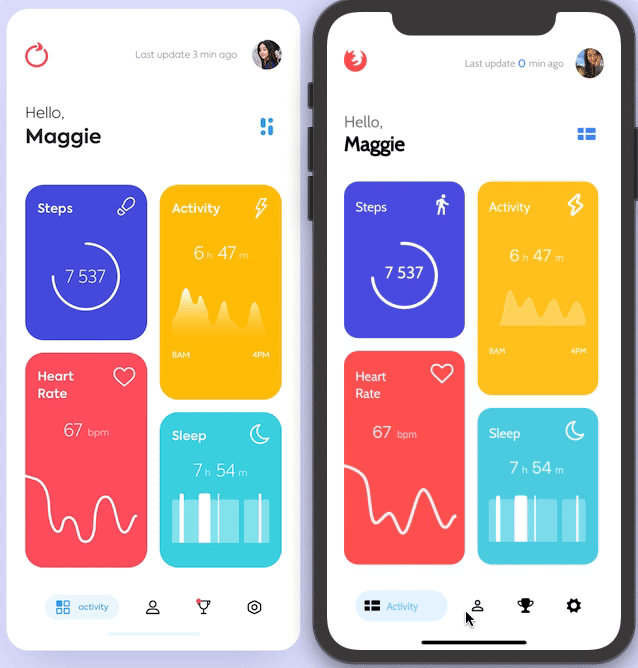 Last update 3 min ago
Hello,
Maggie
Steps
7 537
Activity
6 h 47 m
8AM 4PM
Heart
Rate
67 bpm
Sleep
7 h 54 m
activity
Last update 0 min ago
Hello,
Maggie
Steps
7 537
Activity
6 h 47 m
8AM 4PM
Heart
Rate
67 bpm
Sleep
7 h 54 m
Activity